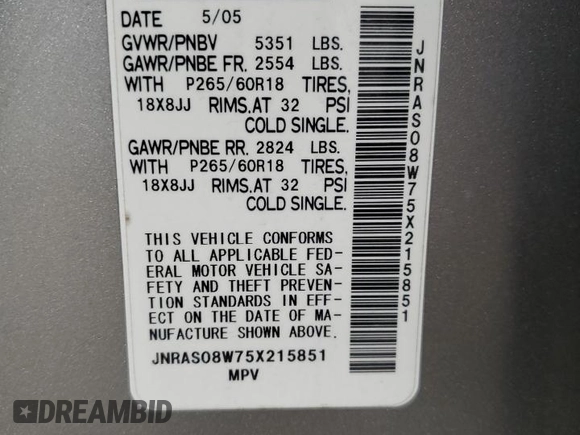 DATE 5/05
GVWR/PNBV 5351 LBS.
GAWR/PNBE FR. 2554 LBS.
WITH P265/60R18 TIRES,
18X8JJ RIMS.AT 32 PSI
COLD SINGLE.
GAWR/PNBE RR. 2824 LBS.
WITH P265/60R18 TIRES,
18X8JJ RIMS.AT 32 PSI
COLD SINGLE.
THIS VEHICLE CONFORMS
TO ALL APPLICABLE FED-
ERAL MOTOR VEHICLE SA-
FETY AND THEFT PREVEN-
TION STANDARDS IN EFF-
ECT ON THE DATE OF MA-
NUFACTURE SHOWN ABOVE.
JNRAS08W75X215851
MPV
JNRAS08W75X215851
DREAMBID